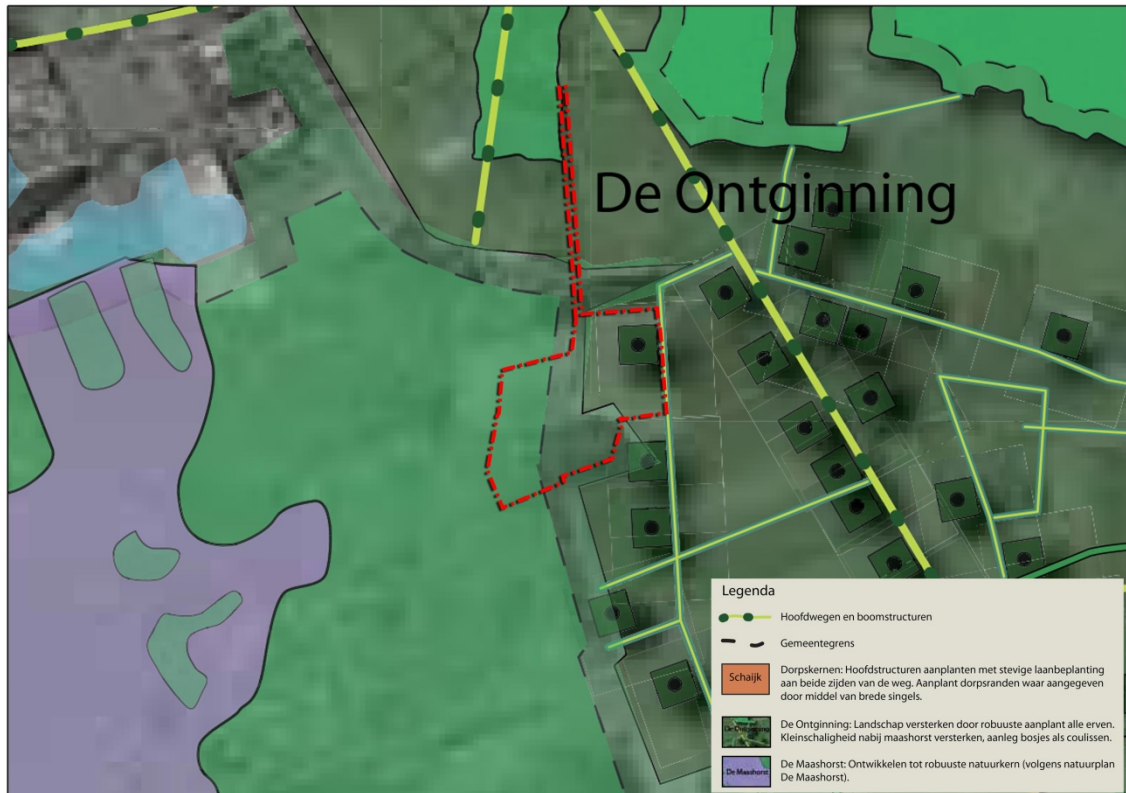 De Ontginning
Legenda
Hoofdwegen en boomstructuren
Gemeentegrens
Schaijk
Dorpskernen: Hoofdstructuren aanplanten met stevige laanbeplanting
aan beide zijden van de weg. Aanplant dorpsranden waar aangegeven
door middel van brede singels.
De Ontginning
De Ontginning: Landschap versterken door robuuste aanplant alle erven.
Kleinschaligheid nabij maashorst versterken, aanleg bosjes als coulissen.
De Maashorst
De Maashorst: Ontwikkelen tot robuuste natuurkern (volgens natuurplan
De Maashorst).